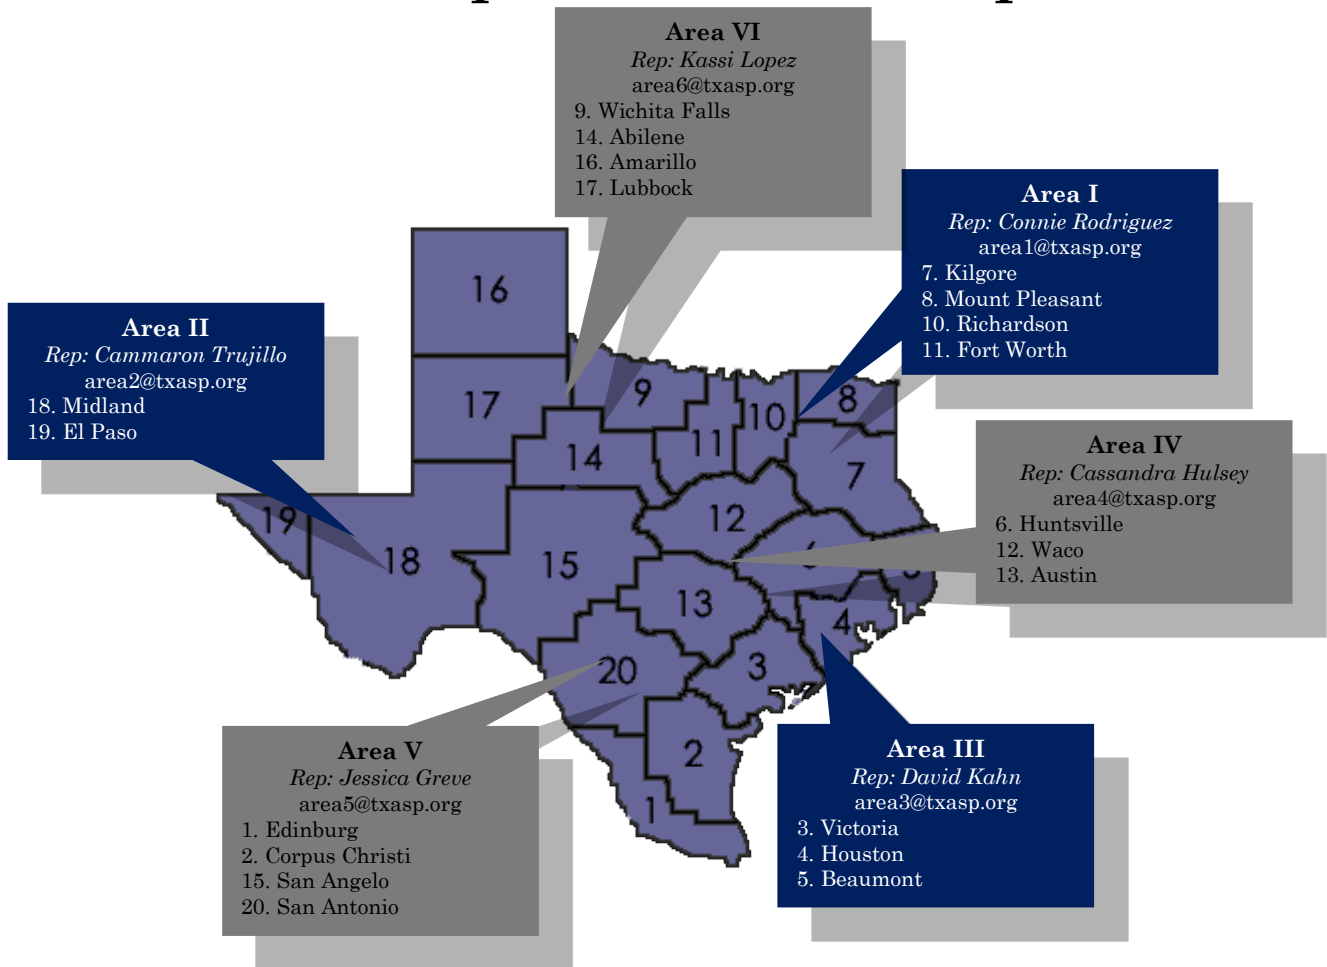 Area VI
Rep: Kassi Lopez
area6@txasp.org
9. Wichita Falls
14. Abilene
16. Amarillo
17. Lubbock
Area I
Rep: Connie Rodriguez
area1@txasp.org
7. Kilgore
8. Mount Pleasant
10. Richardson
11. Fort Worth
Area II
Rep: Cammaron Trujillo
area2@txasp.org
18. Midland
19. El Paso
Area IV
Rep: Cassandra Hulsey
area4@txasp.org
6. Huntsville
12. Waco
13. Austin
16
17
9
8
10
11
14
7
12
19
18
15
13
4
3
20
2
1
Area V
Rep: Jessica Greve
area5@txasp.org
1. Edinburg
2. Corpus Christi
15. San Angelo
20. San Antonio
Area III
Rep: David Kahn
area3@txasp.org
3. Victoria
4. Houston
5. Beaumont